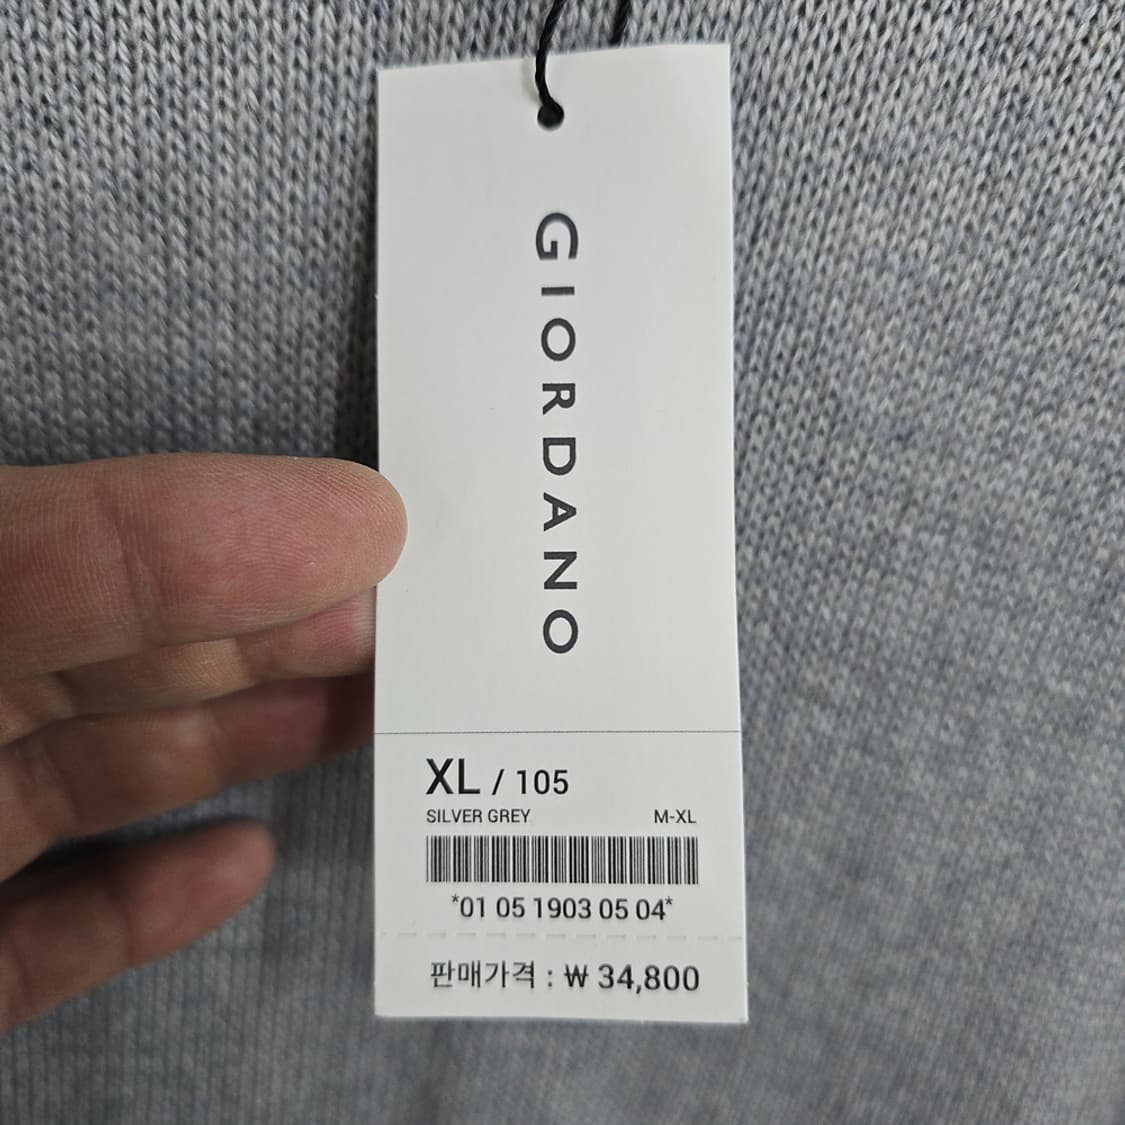 GIORDANO
XL / 105
SILVER GREY M-XL
*01 05 1903 05 04*
판매가격 : ₩ 34,800